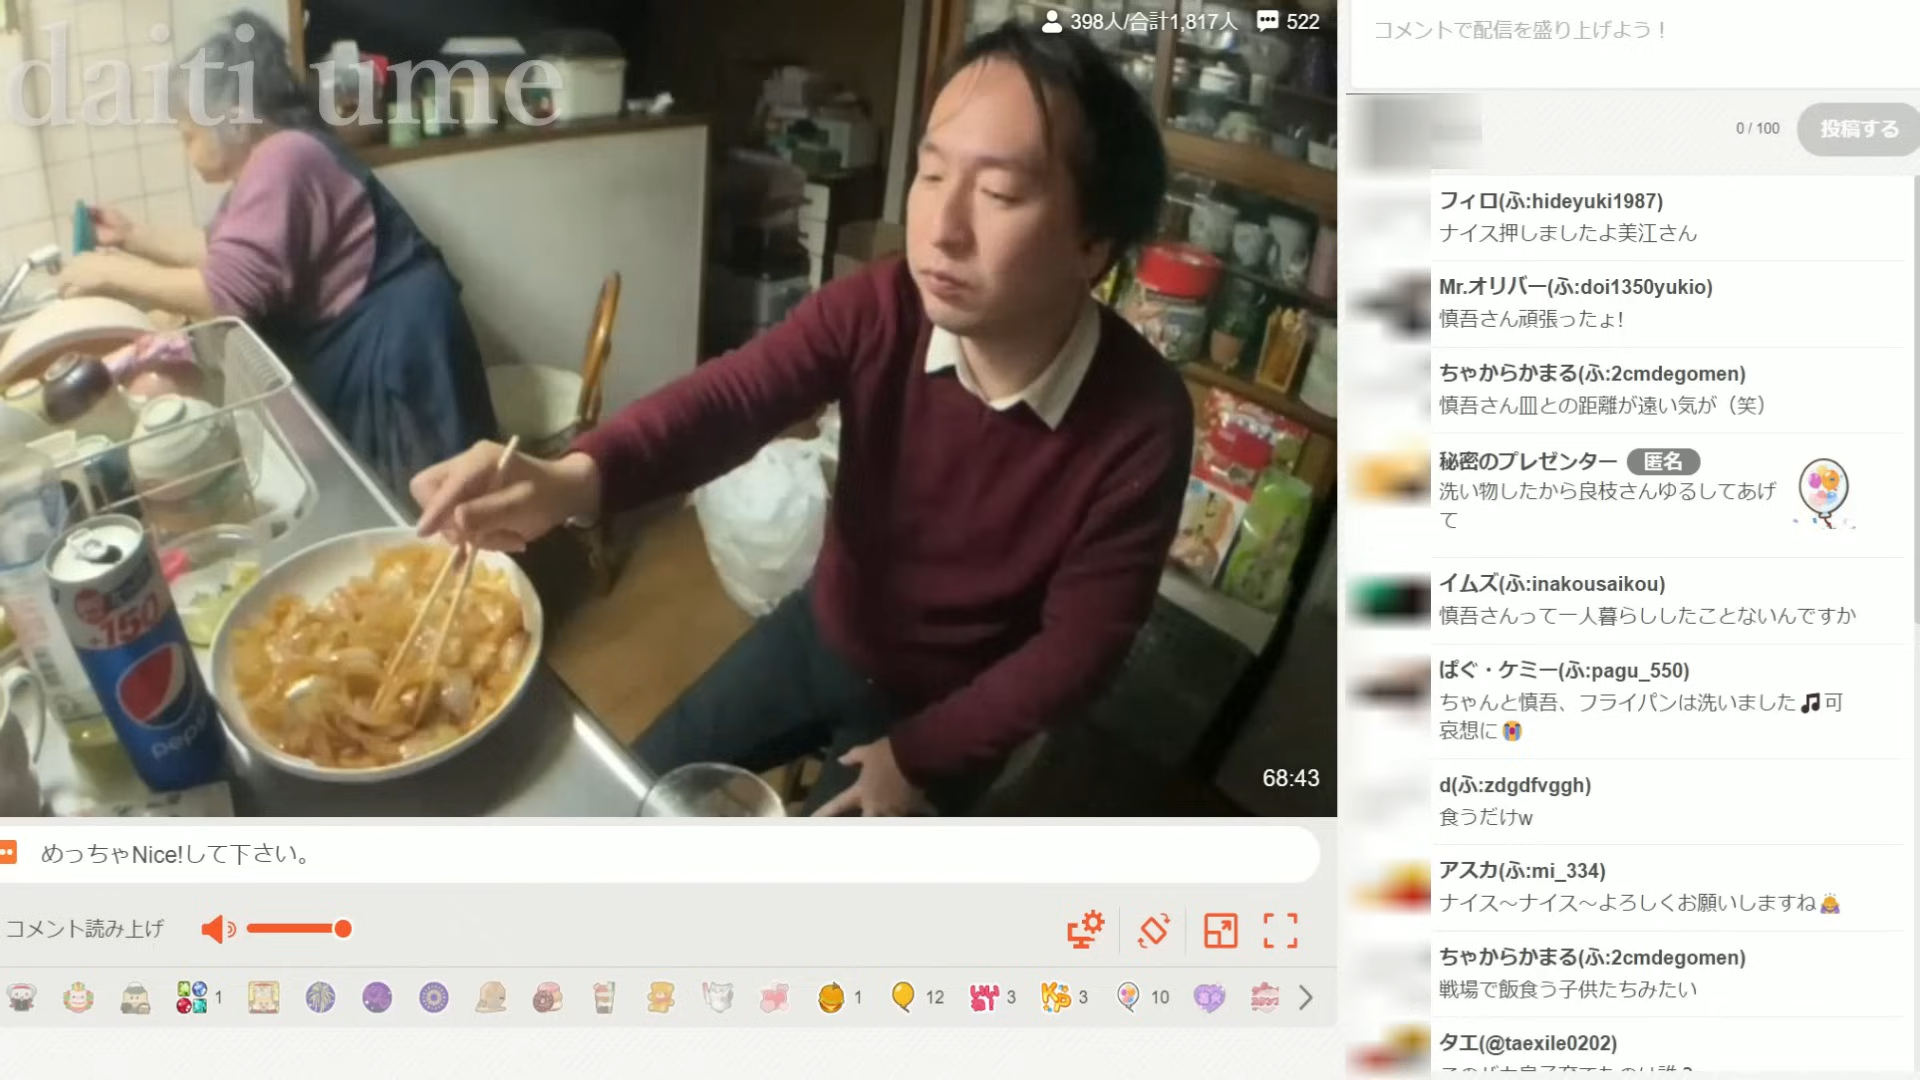 daiti ume
398人/合計1,817人 522
+150
pepsi
68:43
めっちゃNice!して下さい。
コメント読み上げ
1
1
12
3
3
10
コメントで配信を盛り上げよう！
0 / 100
投稿する
フィロ(ふ:hideyuki1987)
ナイス押しましたよ美江さん
Mr.オリバー(ふ:doi1350yukio)
慎吾さん頑張ったょ!
ちゃからかまる(ふ:2cmdegomen)
慎吾さん皿との距離が遠い気が（笑）
秘密のプレゼンター 匿名
洗い物したから良枝さんゆるしてあげ
て
イムズ(ふ:inakousaikou)
慎吾さんって一人暮らししたことないんですか
ぱぐ・ケミー(ふ:pagu_550)
ちゃんと慎吾、フライパンは洗いました🎵可
哀想に😭
d(ふ:zdgdfvggh)
食うだけw
アスカ(ふ:mi_334)
ナイス〜ナイス〜よろしくお願いしますね🙇
ちゃからかまる(ふ:2cmdegomen)
戦場で飯食う子供たちみたい
タエ(@taexile0202)